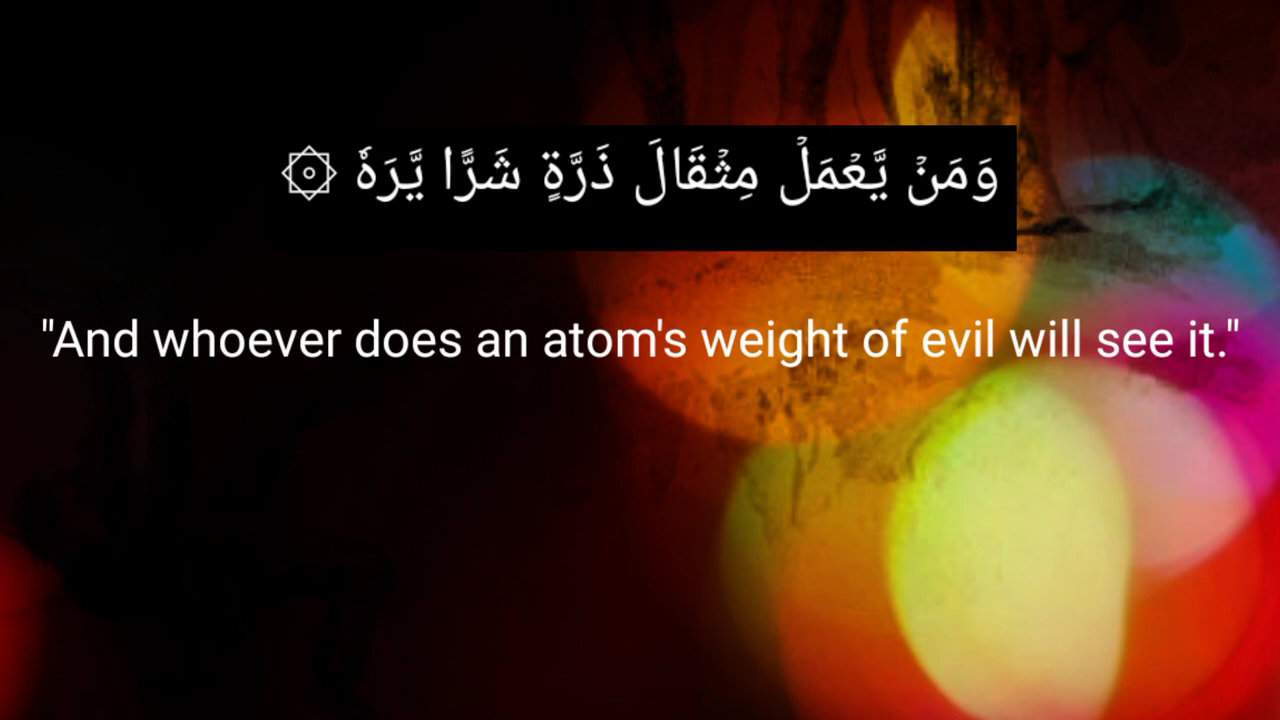 وَمَنۡ يَّعۡمَلۡ مِثۡقَالَ ذَرَّةٍ شَرًّا يَّرَهٗ ۞
"And whoever does an atom's weight of evil will see it."